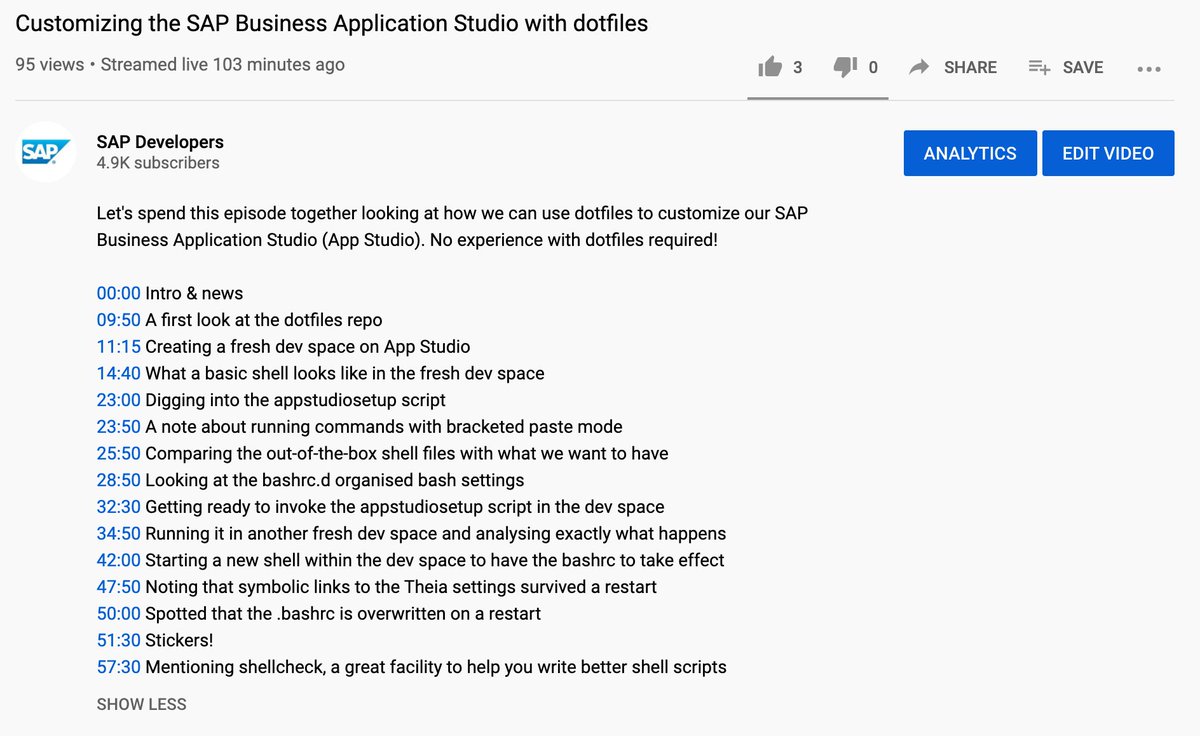 Customizing the SAP Business Application Studio with dotfiles
95 views • Streamed live 103 minutes ago
3 0 SHARE SAVE
SAP
SAP Developers
4.9K subscribers
ANALYTICS EDIT VIDEO
Let's spend this episode together looking at how we can use dotfiles to customize our SAP
Business Application Studio (App Studio). No experience with dotfiles required!
00:00 Intro & news
09:50 A first look at the dotfiles repo
11:15 Creating a fresh dev space on App Studio
14:40 What a basic shell looks like in the fresh dev space
23:00 Digging into the appstudiosetup script
23:50 A note about running commands with bracketed paste mode
25:50 Comparing the out-of-the-box shell files with what we want to have
28:50 Looking at the bashrc.d organised bash settings
32:30 Getting ready to invoke the appstudiosetup script in the dev space
34:50 Running it in another fresh dev space and analysing exactly what happens
42:00 Starting a new shell within the dev space to have the bashrc to take effect
47:50 Noting that symbolic links to the Theia settings survived a restart
50:00 Spotted that the .bashrc is overwritten on a restart
51:30 Stickers!
57:30 Mentioning shellcheck, a great facility to help you write better shell scripts
SHOW LESS